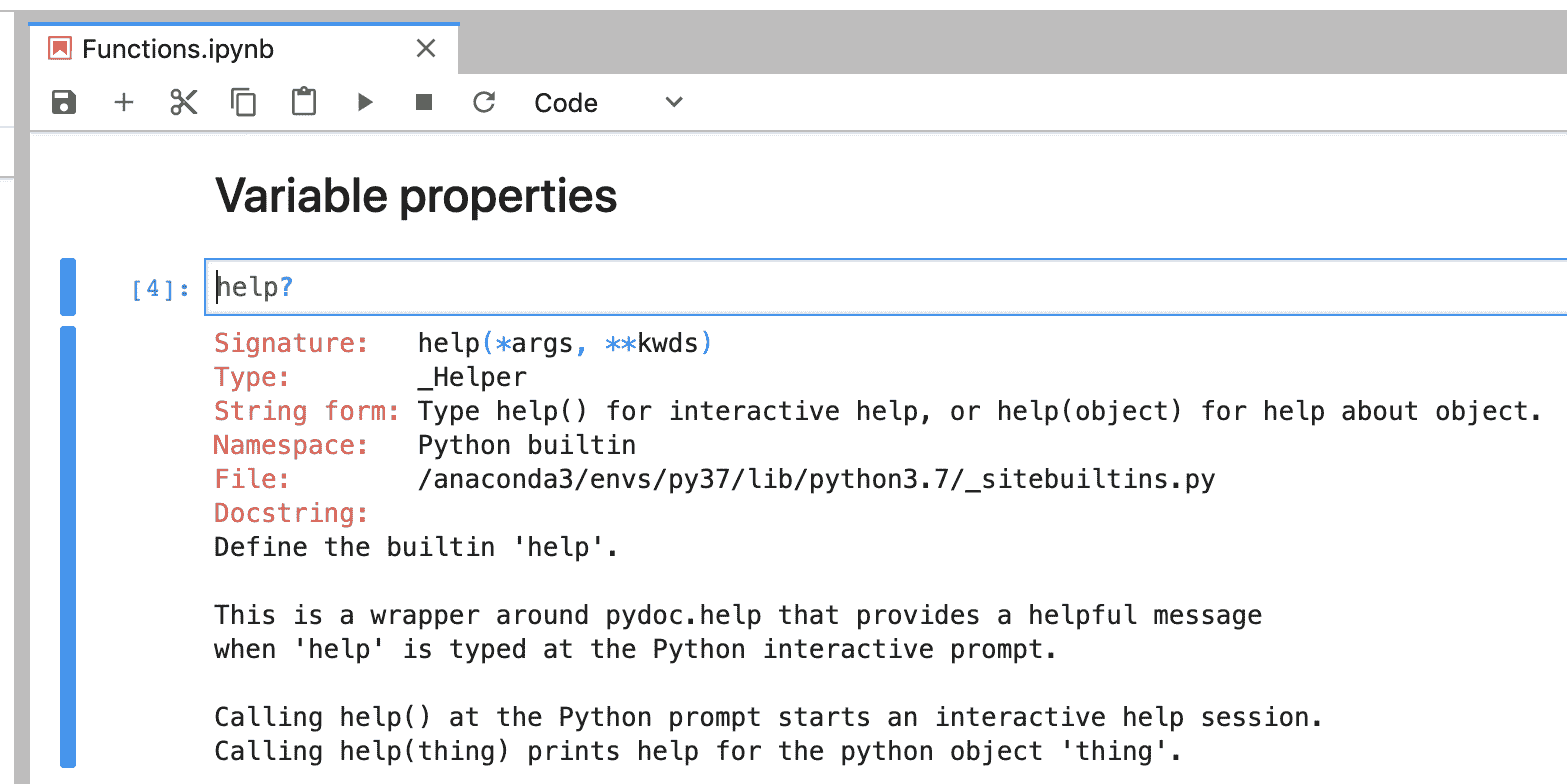 Functions.ipynb
Code
Variable properties
[4]: help?
Signature: help(*args, **kwds)
Type: _Helper
String form: Type help() for interactive help, or help(object) for help about object.
Namespace: Python builtin
File: /anaconda3/envs/py37/lib/python3.7/_sitebuiltins.py
Docstring:
Define the builtin 'help'.
This is a wrapper around pydoc.help that provides a helpful message
when 'help' is typed at the Python interactive prompt.
Calling help() at the Python prompt starts an interactive help session.
Calling help(thing) prints help for the python object 'thing'.